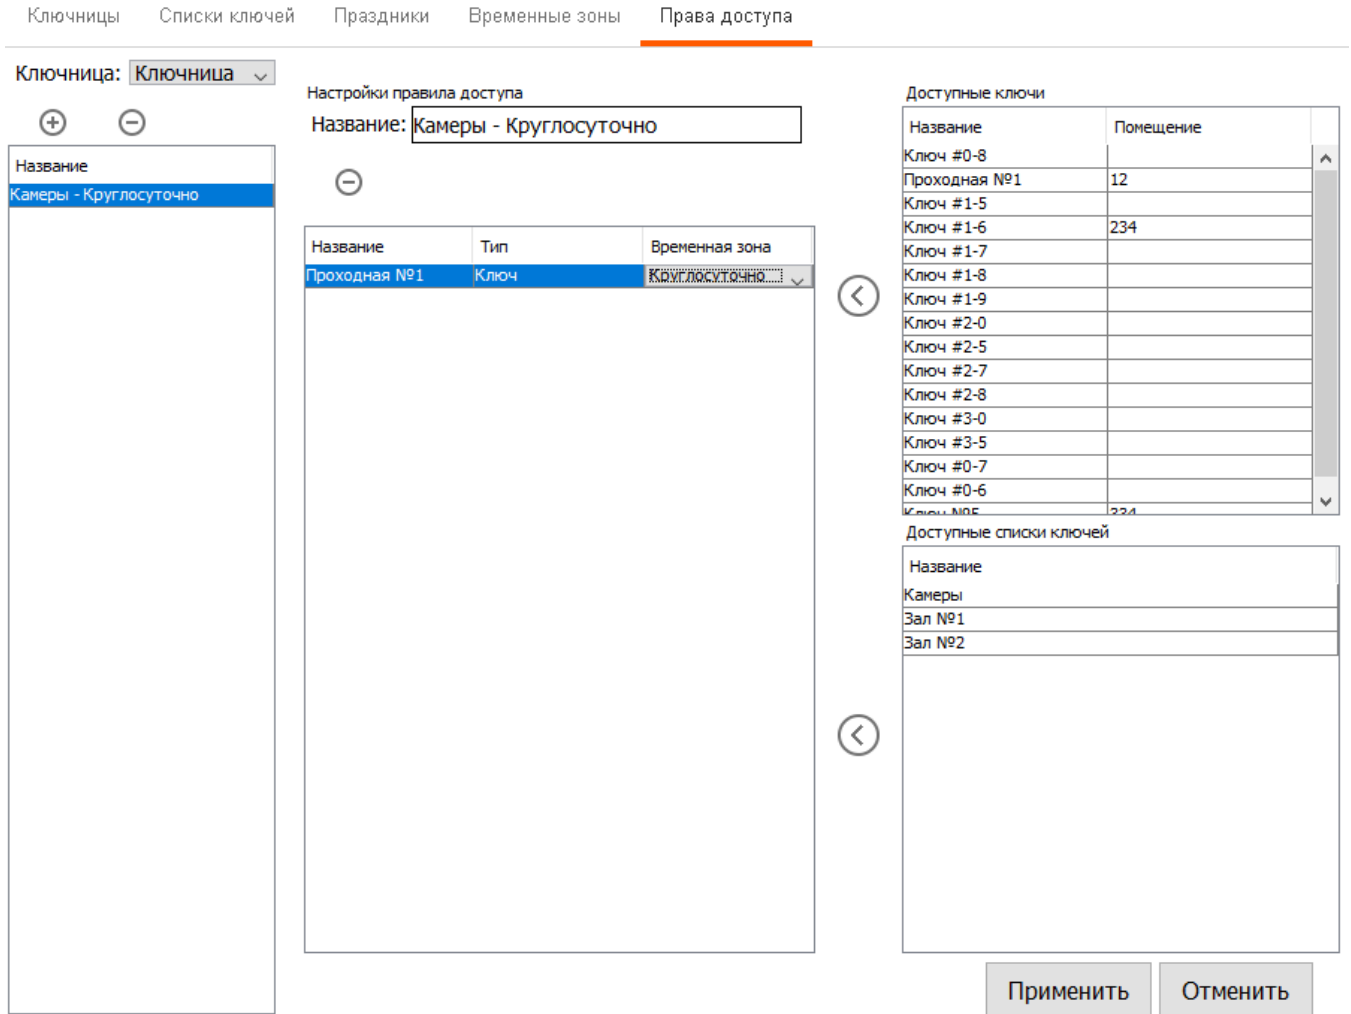 Ключницы Списки ключей Праздники Временные зоны Права доступа
Ключница: Ключница
Название
Камеры - Круглосуточно
Настройки правила доступа
Название: Камеры - Круглосуточно
Название Тип Временная зона
Проходная №1 Ключ Круглосуточно
Доступные ключи
Название Помещение
Ключ #0-8
Проходная №1 12
Ключ #1-5
Ключ #1-6 234
Ключ #1-7
Ключ #1-8
Ключ #1-9
Ключ #2-0
Ключ #2-5
Ключ #2-7
Ключ #2-8
Ключ #3-0
Ключ #3-5
Ключ #0-7
Ключ #0-6
Ключ №5 334
Доступные списки ключей
Название
Камеры
Зал №1
Зал №2
Применить Отменить